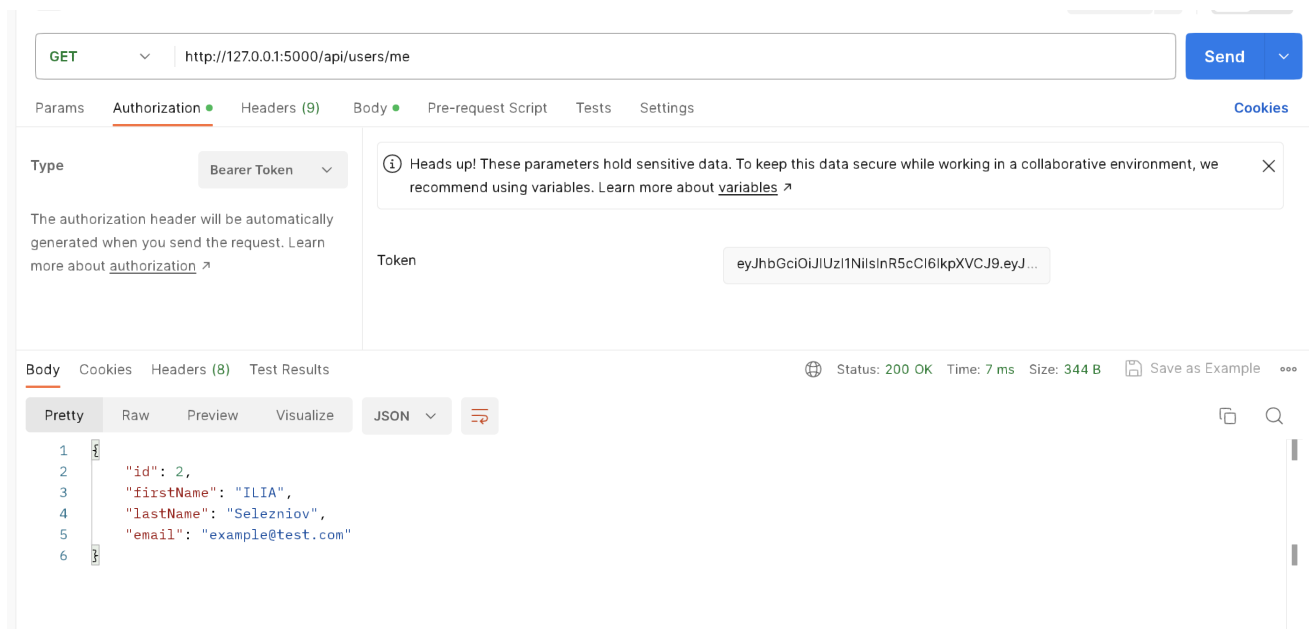 GET http://127.0.0.1:5000/api/users/me Send
Params Authorization Headers (9) Body Pre-request Script Tests Settings Cookies
Type Bearer Token
The authorization header will be automatically
generated when you send the request. Learn
more about authorization ↗
Heads up! These parameters hold sensitive data. To keep this data secure while working in a collaborative environment, we
recommend using variables. Learn more about variables ↗
Token eyJhbGciOiJIUzI1NiIsInR5cCI6IkpXVCJ9.eyJ...
Body Cookies Headers (8) Test Results Status: 200 OK Time: 7 ms Size: 344 B Save as Example
Pretty Raw Preview Visualize JSON
1 {
2 "id": 2,
3 "firstName": "ILIA",
4 "lastName": "Selezniov",
5 "email": "example@test.com"
6 }